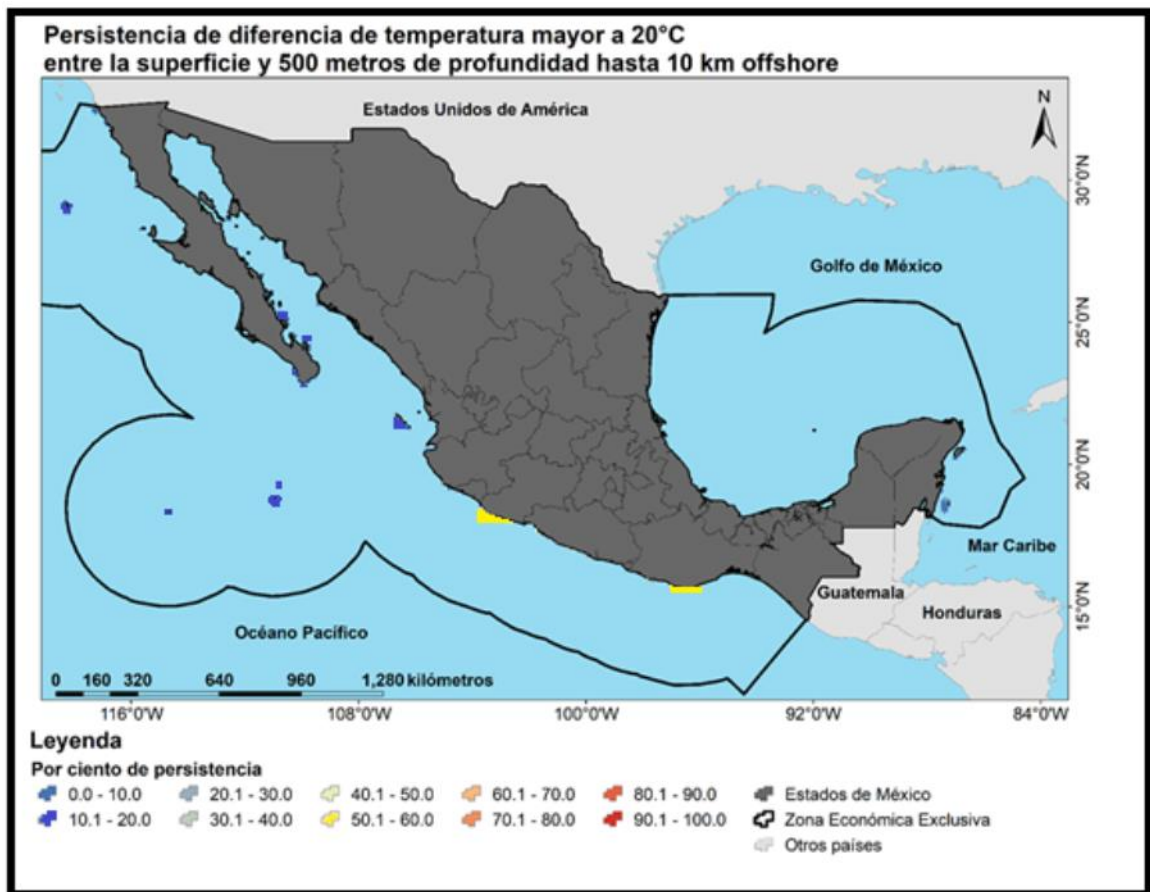 Persistencia de diferencia de temperatura mayor a 20°C
entre la superficie y 500 metros de profundidad hasta 10 km offshore
Estados Unidos de América
N
30°0'N
Golfo de México
25°0'N
20°0'N
Mar Caribe
Guatemala
Honduras
15°0'N
Océano Pacífico
0 160 320 640 960 1,280 kilómetros
116°0'W 108°0'W 100°0'W 92°0'W 84°0'W
Leyenda
Por ciento de persistencia
0.0 - 10.0 20.1 - 30.0 40.1 - 50.0 60.1 - 70.0 80.1 - 90.0 Estados de México
10.1 - 20.0 30.1 - 40.0 50.1 - 60.0 70.1 - 80.0 90.1 - 100.0 Zona Económica Exclusiva
Otros países